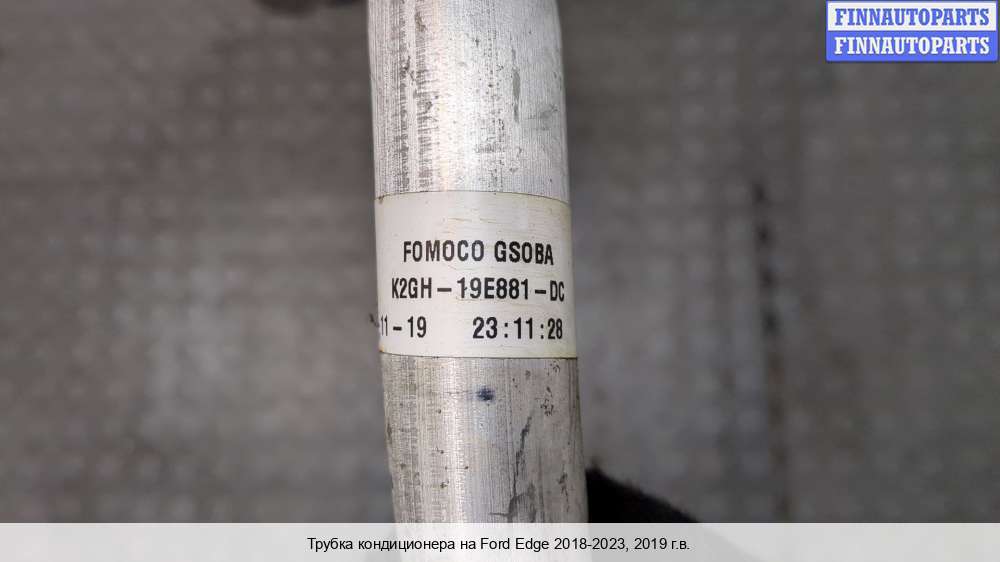 FINNAUTOPARTS
FINNAUTOPARTS
FOMOCO GSOBA
K2GH-19E881-DC
11-19 23:11:28
Трубка кондиционера на Ford Edge 2018-2023, 2019 г.в.